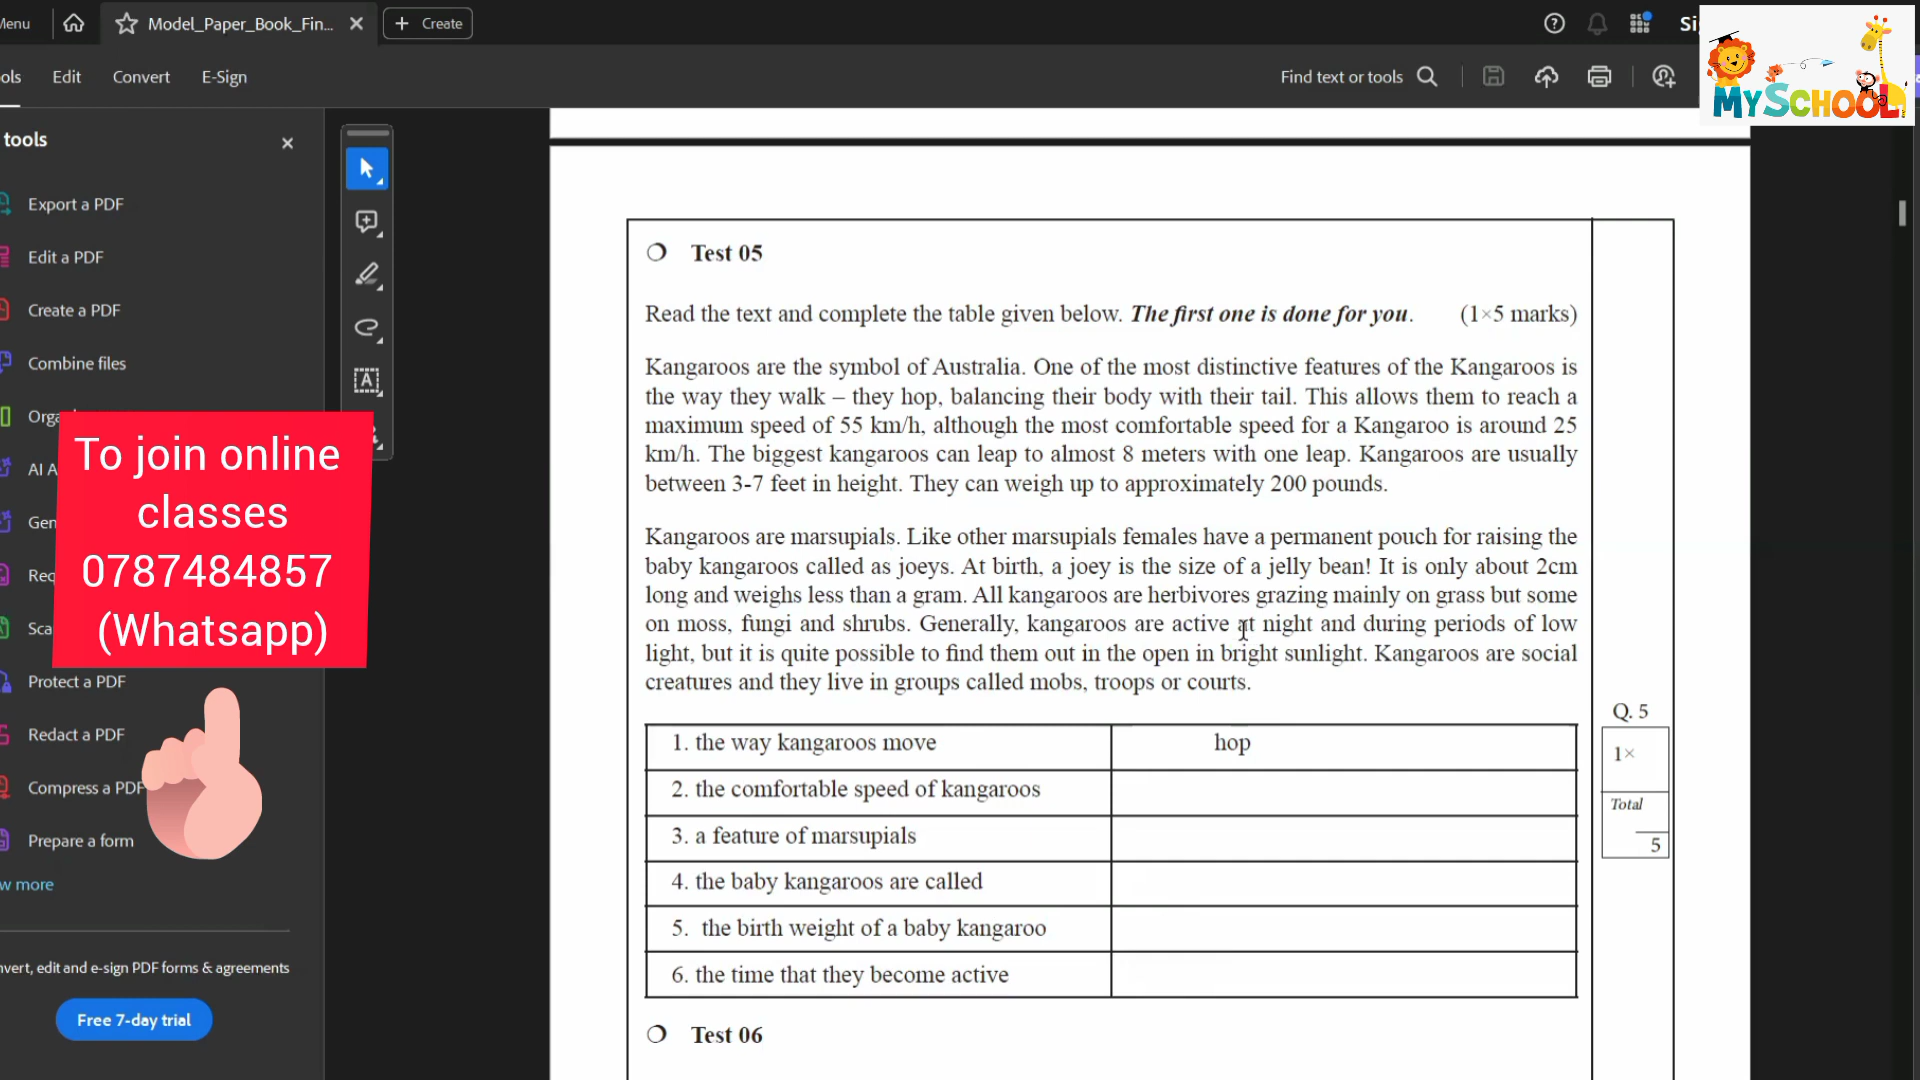 Menu
Model_Paper_Book_Fin...
Create
ols
Edit
Convert
E-Sign
Find text or tools
MYSCHOOL
tools
Export a PDF
Edit a PDF
Create a PDF
Combine files
Protect a PDF
Redact a PDF
Compress a PDF
Prepare a form
w more
nvert, edit and e-sign PDF forms & agreements
Free 7-day trial
To join online
classes
0787484857
(Whatsapp)
Test 05
Read the text and complete the table given below. The first one is done for you. (1×5 marks)
Kangaroos are the symbol of Australia. One of the most distinctive features of the Kangaroos is
the way they walk – they hop, balancing their body with their tail. This allows them to reach a
maximum speed of 55 km/h, although the most comfortable speed for a Kangaroo is around 25
km/h. The biggest kangaroos can leap to almost 8 meters with one leap. Kangaroos are usually
between 3-7 feet in height. They can weigh up to approximately 200 pounds.
Kangaroos are marsupials. Like other marsupials females have a permanent pouch for raising the
baby kangaroos called as joeys. At birth, a joey is the size of a jelly bean! It is only about 2cm
long and weighs less than a gram. All kangaroos are herbivores grazing mainly on grass but some
on moss, fungi and shrubs. Generally, kangaroos are active at night and during periods of low
light, but it is quite possible to find them out in the open in bright sunlight. Kangaroos are social
creatures and they live in groups called mobs, troops or courts.
1. the way kangaroos move hop
2. the comfortable speed of kangaroos
3. a feature of marsupials
4. the baby kangaroos are called
5. the birth weight of a baby kangaroo
6. the time that they become active
Q. 5
1×
Total
5
Test 06